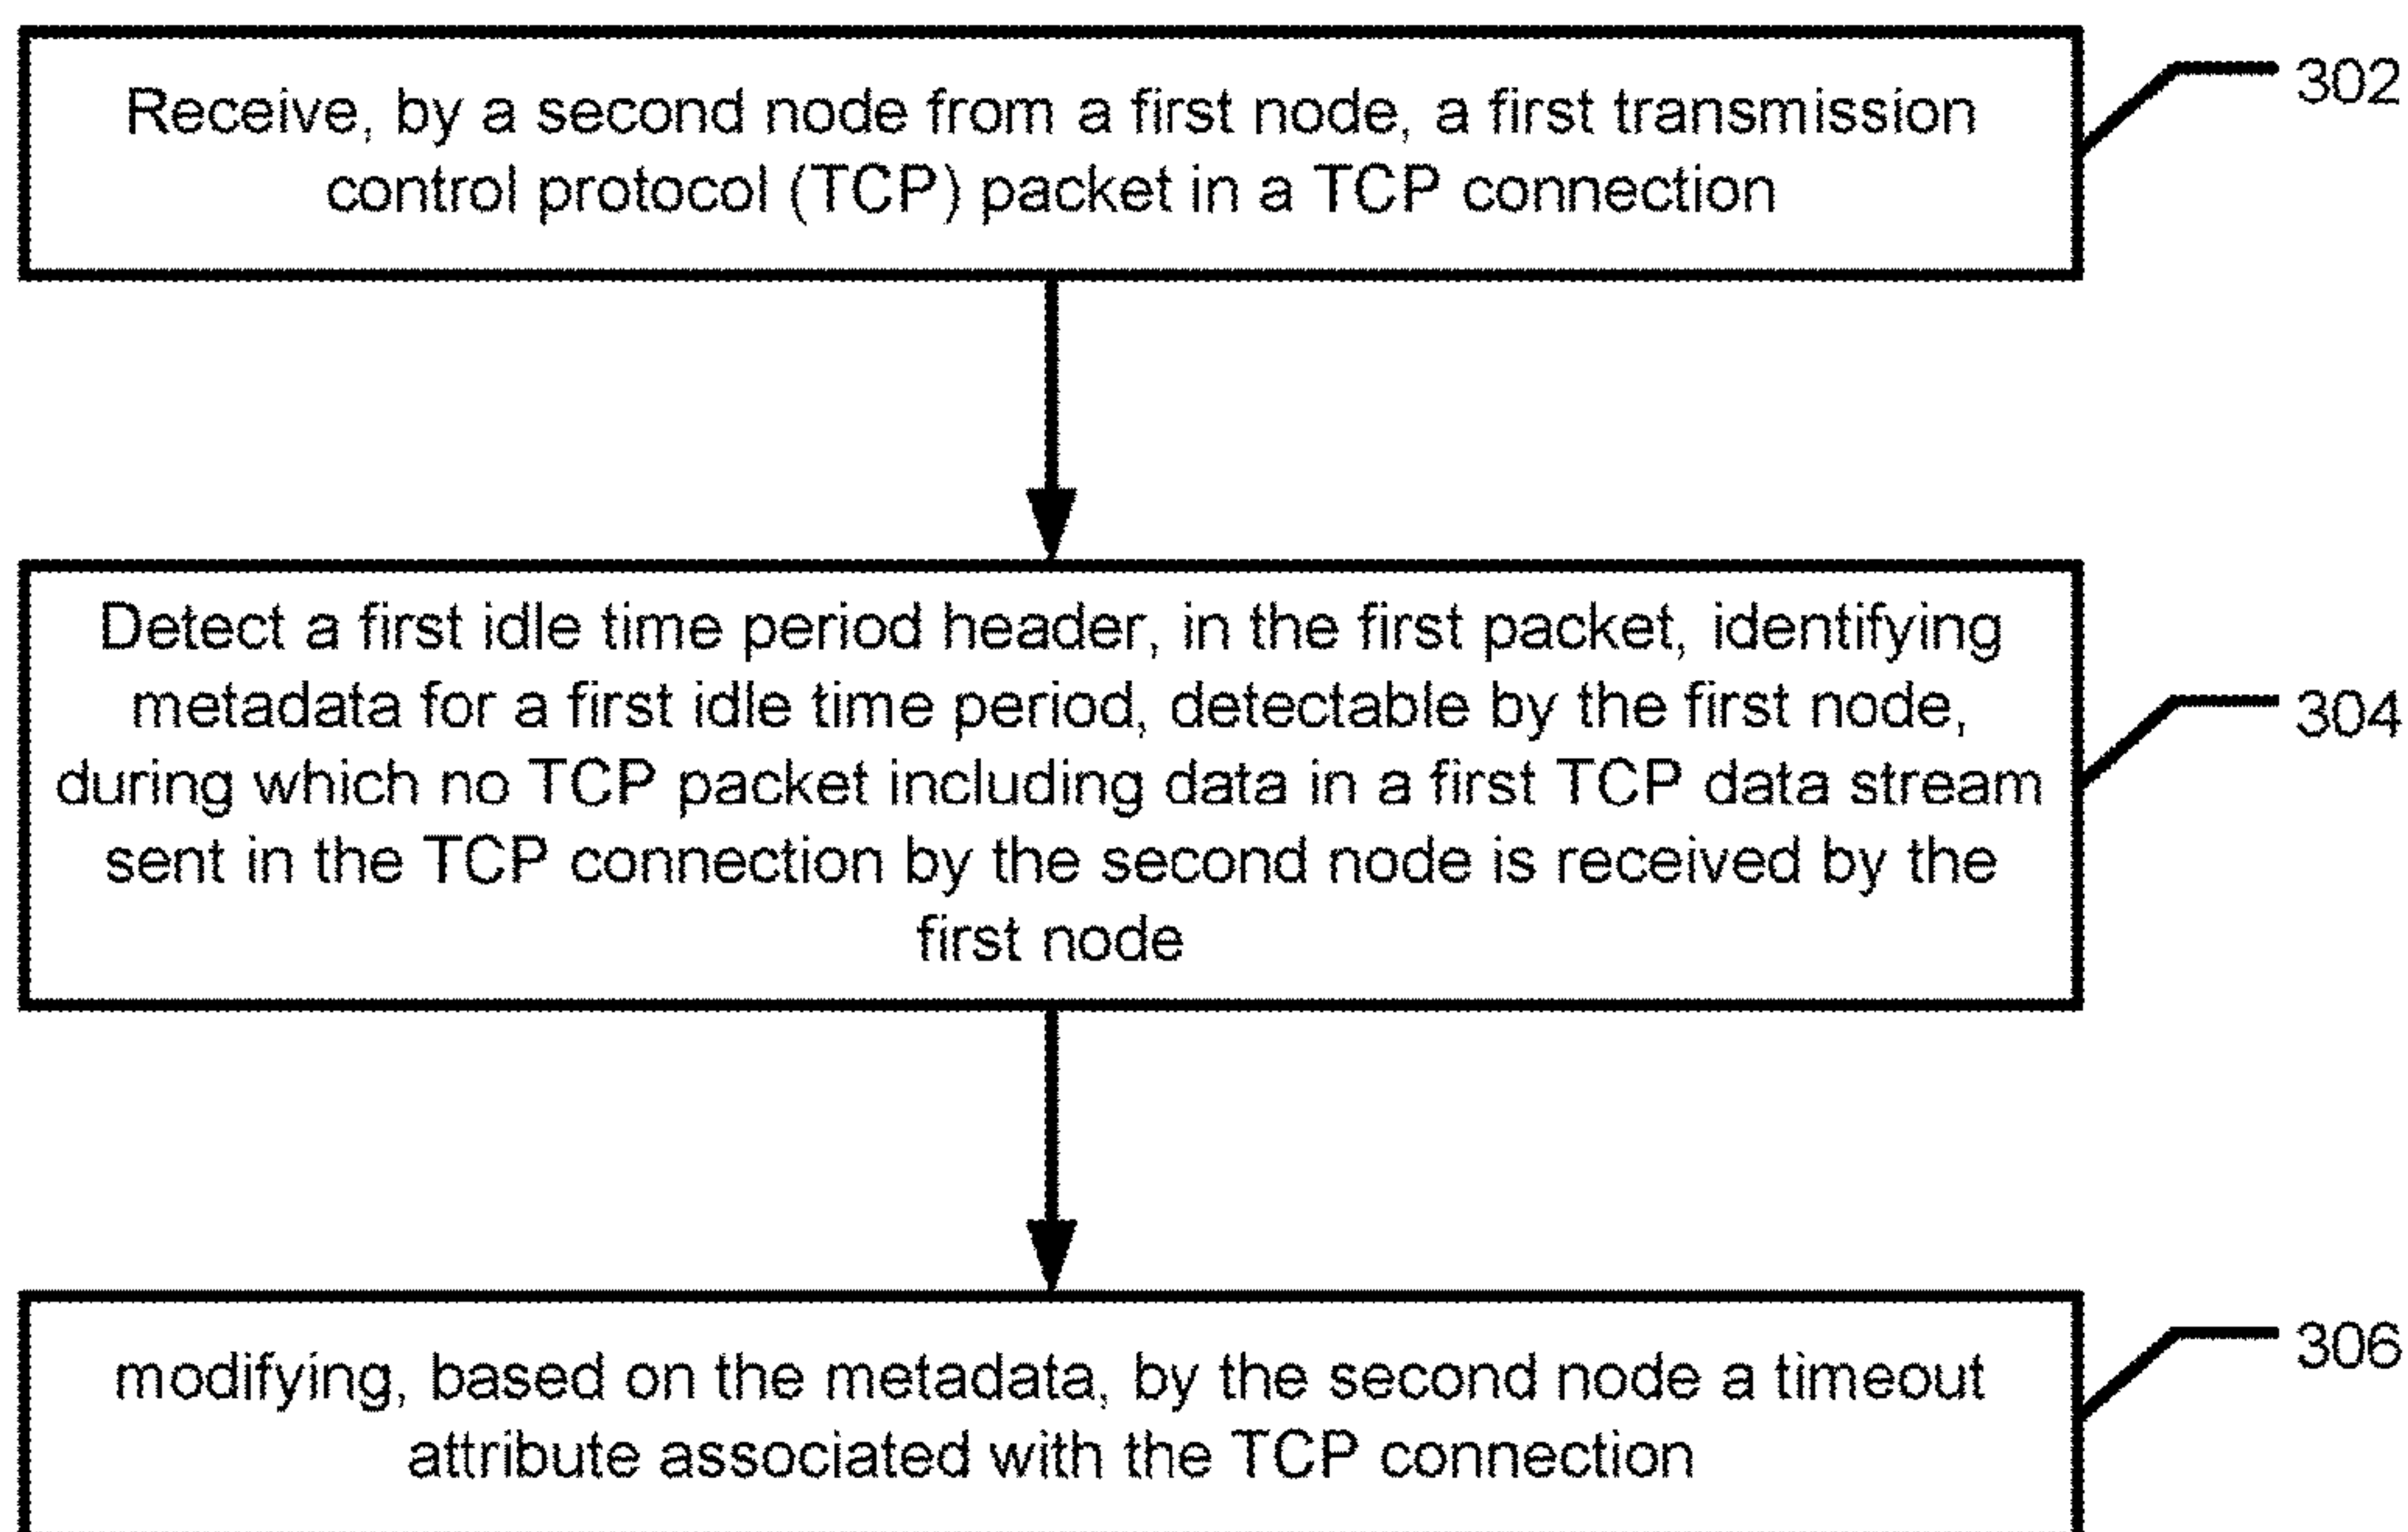 Receive, by a second node from a first node, a first transmission
control protocol (TCP) packet in a TCP connection
302
Detect a first idle time period header, in the first packet, identifying
metadata for a first idle time period, detectable by the first node,
during which no TCP packet including data in a first TCP data stream
sent in the TCP connection by the second node is received by the
first node
304
modifying, based on the metadata, by the second node a timeout
attribute associated with the TCP connection
306